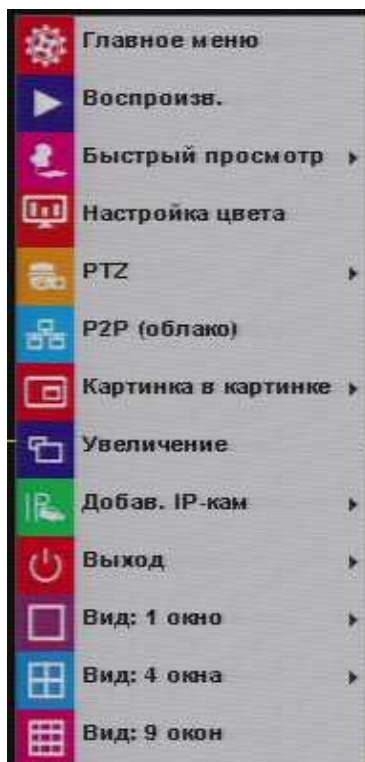 Главное меню
Воспроизв.
Быстрый просмотр
Настройка цвета
PTZ
P2P (облако)
Картинка в картинке
Увеличение
Добав. IP-кам
Выход
Вид: 1 окно
Вид: 4 окна
Вид: 9 окон